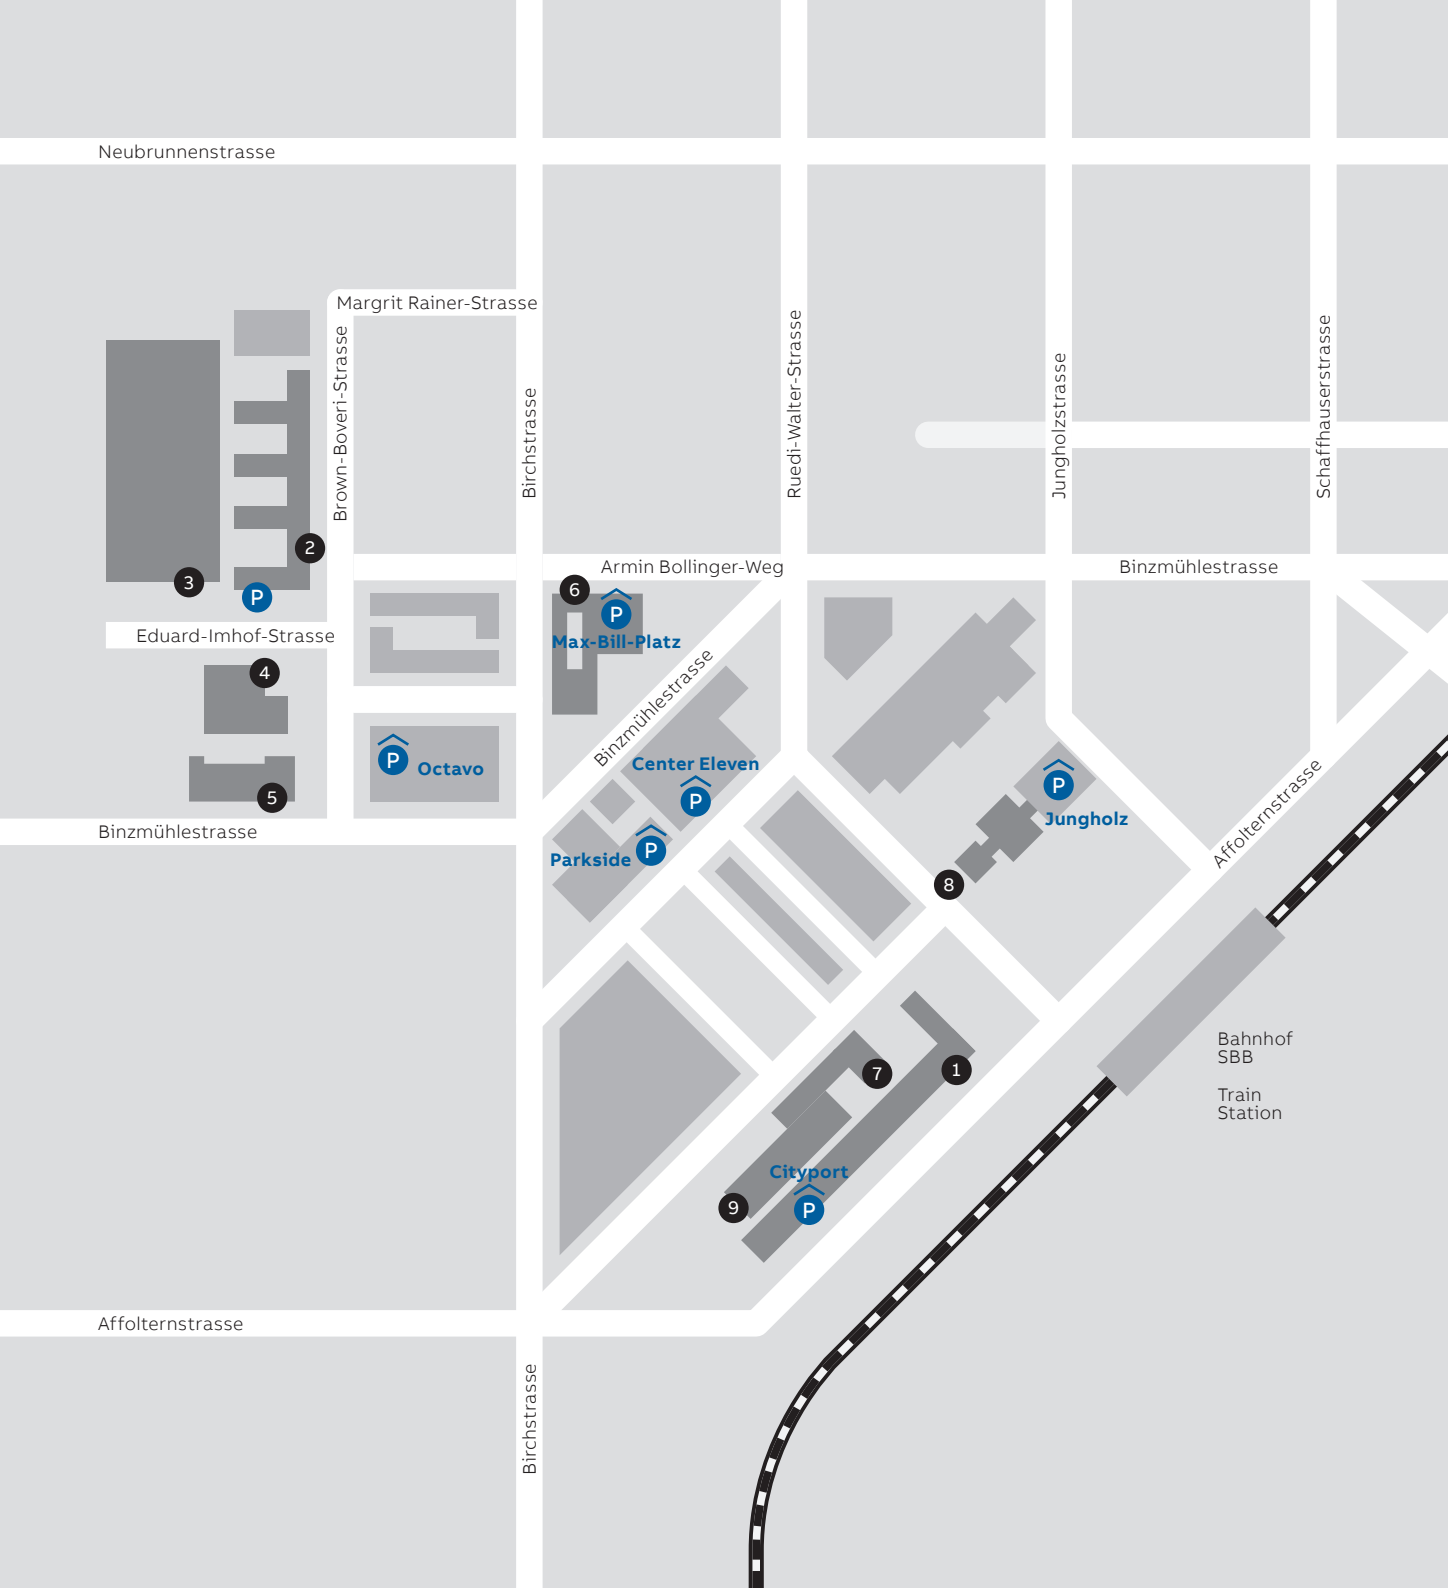 Neubrunnenstrasse
Margrit Rainer-Strasse
Brown-Boveri-Strasse
Birchstrasse
Ruedi-Walter-Strasse
Jungholzstrasse
Schaffhauserstrasse
2
3
P
Armin Bollinger-Weg
Binzmühlestrasse
6
P
Max-Bill-Platz
Eduard-Imhof-Strasse
4
Binzmühlestrasse
P
Octavo
5
Center Eleven
P
P
Jungholz
Binzmühlestrasse
Parkside
P
8
Affolternstrasse
Bahnhof
SBB
Train
Station
7
1
Cityport
P
9
Affolternstrasse
Birchstrasse